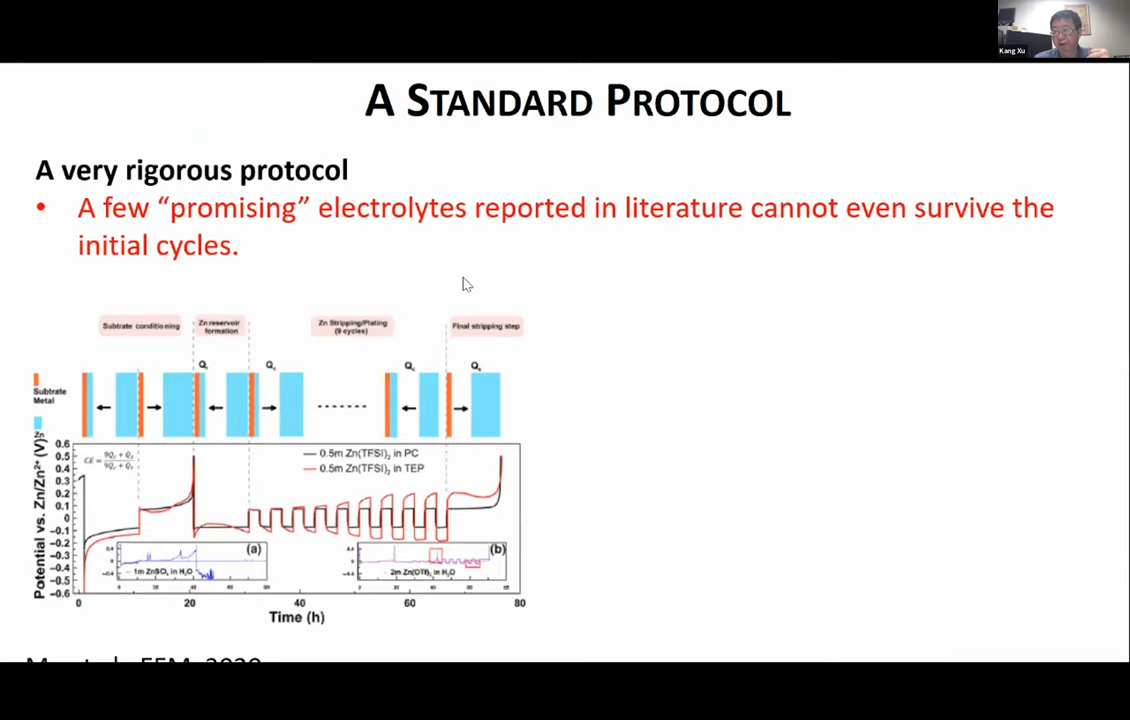 Kang Xu
A STANDARD PROTOCOL
A very rigorous protocol
• A few “promising” electrolytes reported in literature cannot even survive the
initial cycles.
Subtrate conditioning
Zn reservoir
formation
Zn Stripping/Plating
(9 cycles)
Final stripping step
Subtrate
Metal
Potential vs. Zn/Zn²⁺ (V)
0.6
0.5
0.4
0.3
0.2
0.1
0
−0.1
−0.2
−0.3
−0.4
−0.5
−0.6
0.5m Zn(TFSI)₂ in PC
0.5m Zn(TFSI)₂ in TEP
(a)
1m ZnSO₄ in H₂O
(b)
2m Zn(OTf)₂ in H₂O
0 20 40 60 80
Time (h)